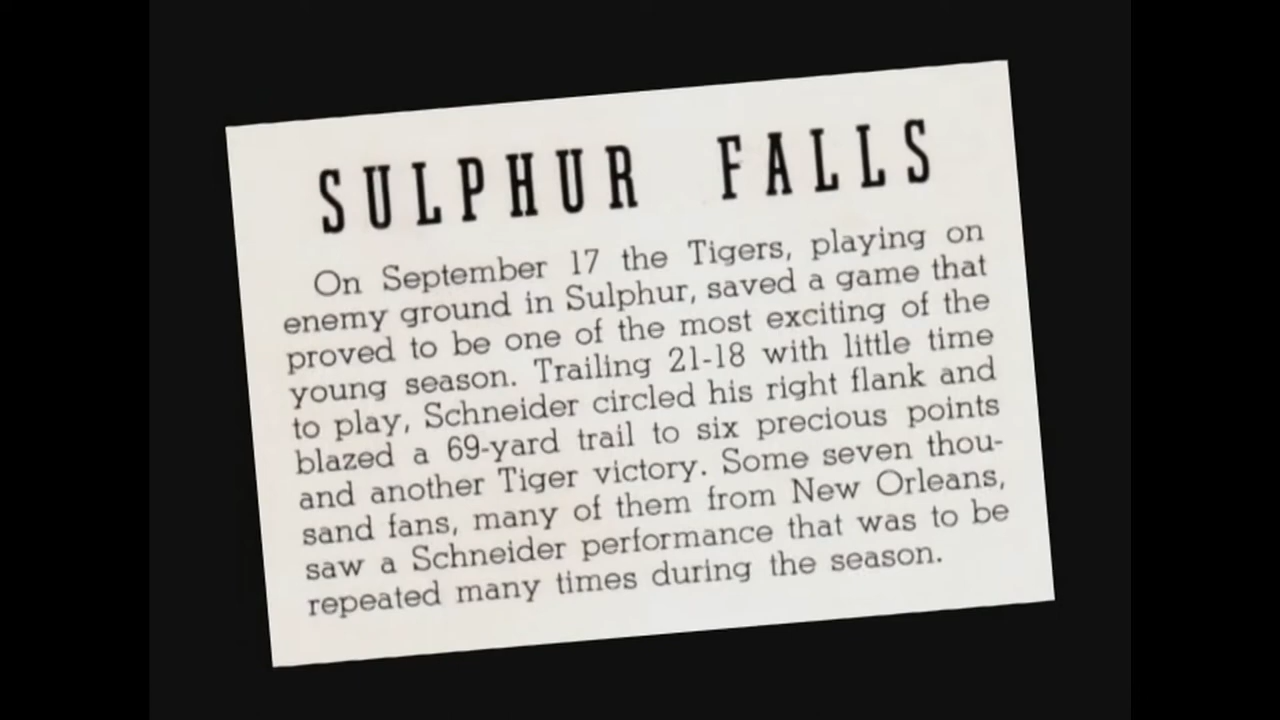 SULPHUR FALLS
On September 17 the Tigers, playing on
enemy ground in Sulphur, saved a game that
proved to be one of the most exciting of the
young season. Trailing 21-18 with little time
to play, Schneider circled his right flank and
blazed a 69-yard trail to six precious points
and another Tiger victory. Some seven thou-
sand fans, many of them from New Orleans,
saw a Schneider performance that was to be
repeated many times during the season.